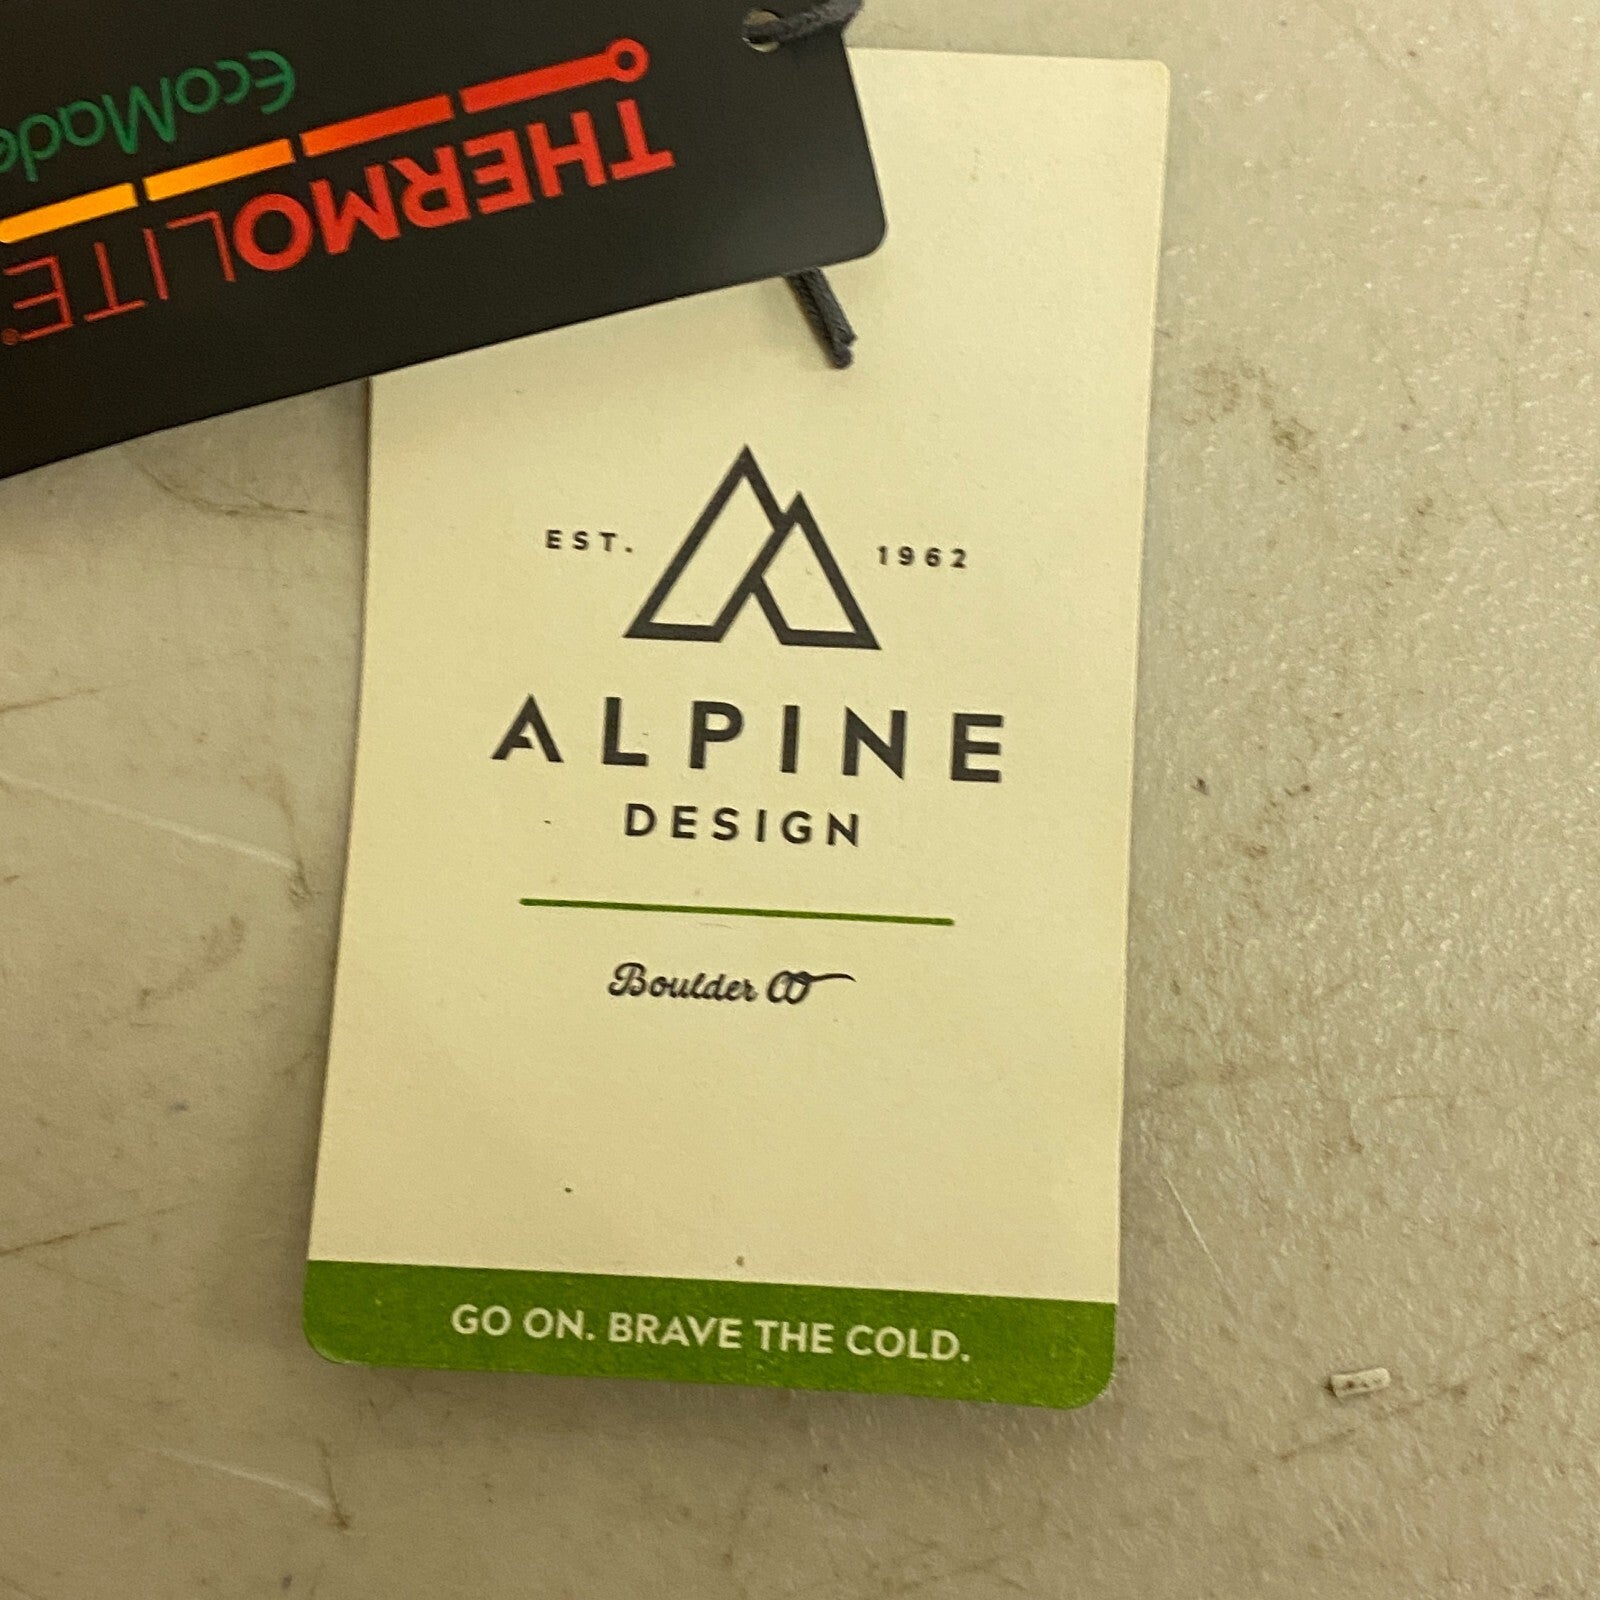 EcoMade
THERMOLITE®
EST. 1962
ALPINE
DESIGN
Boulder CO
GO ON. BRAVE THE COLD.